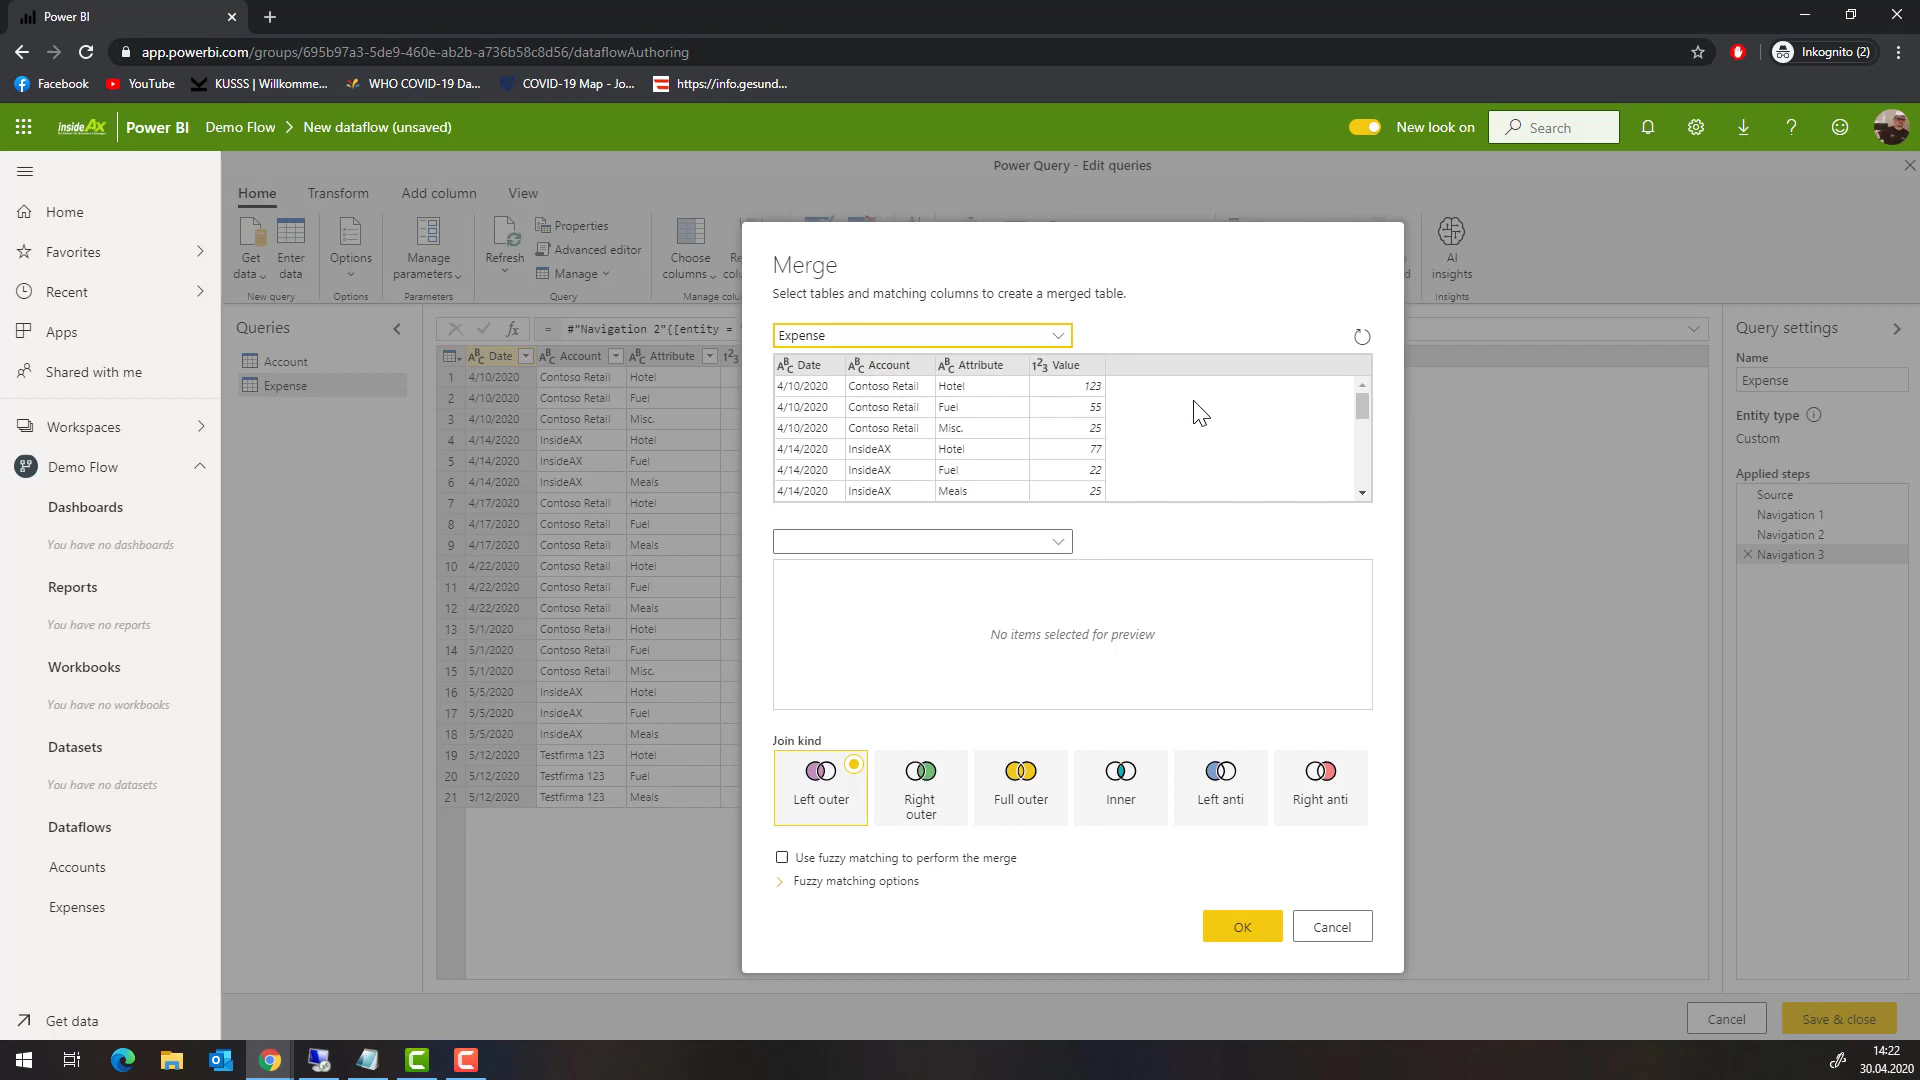 Power BI
app.powerbi.com/groups/695b97a3-5de9-460e-ab2b-a736b58c8d56/dataflowAuthoring
Inkognito (2)
Facebook
YouTube
KUSSS | Willkomme...
WHO COVID-19 Da...
COVID-19 Map - Jo...
https://info.gesund...
insideAx
Power BI
Demo Flow
New dataflow (unsaved)
New look on
Search
Home
Favorites
Recent
Apps
Shared with me
Workspaces
Demo Flow
Dashboards
You have no dashboards
Reports
You have no reports
Workbooks
You have no workbooks
Datasets
You have no datasets
Dataflows
Accounts
Expenses
Get data
Power Query - Edit queries
Home Transform Add column View
Get data
Enter data
New query
Options
Options
Manage parameters
Parameters
Refresh
Properties
Advanced editor
Manage
Query
Choose columns
Manage colu
AI insights
Insights
Queries
Account
Expense
fx = #"Navigation 2"{[entity =
ABC Date ABC Account ABC Attribute 123
1 4/10/2020 Contoso Retail Hotel
2 4/10/2020 Contoso Retail Fuel
3 4/10/2020 Contoso Retail Misc.
4 4/14/2020 InsideAX Hotel
5 4/14/2020 InsideAX Fuel
6 4/14/2020 InsideAX Meals
7 4/17/2020 Contoso Retail Hotel
8 4/17/2020 Contoso Retail Fuel
9 4/17/2020 Contoso Retail Meals
10 4/22/2020 Contoso Retail Hotel
11 4/22/2020 Contoso Retail Fuel
12 4/22/2020 Contoso Retail Meals
13 5/1/2020 Contoso Retail Hotel
14 5/1/2020 Contoso Retail Fuel
15 5/1/2020 Contoso Retail Misc.
16 5/5/2020 InsideAX Hotel
17 5/5/2020 InsideAX Fuel
18 5/5/2020 InsideAX Meals
19 5/12/2020 Testfirma 123 Hotel
20 5/12/2020 Testfirma 123 Fuel
21 5/12/2020 Testfirma 123 Meals
Merge
Select tables and matching columns to create a merged table.
Expense
ABC Date ABC Account ABC Attribute 123 Value
4/10/2020 Contoso Retail Hotel 123
4/10/2020 Contoso Retail Fuel 55
4/10/2020 Contoso Retail Misc. 25
4/14/2020 InsideAX Hotel 77
4/14/2020 InsideAX Fuel 22
4/14/2020 InsideAX Meals 25
No items selected for preview
Join kind
Left outer
Right outer
Full outer
Inner
Left anti
Right anti
Use fuzzy matching to perform the merge
Fuzzy matching options
OK
Cancel
Query settings
Name
Expense
Entity type
Custom
Applied steps
Source
Navigation 1
Navigation 2
Navigation 3
Cancel
Save & close
14:22
30.04.2020